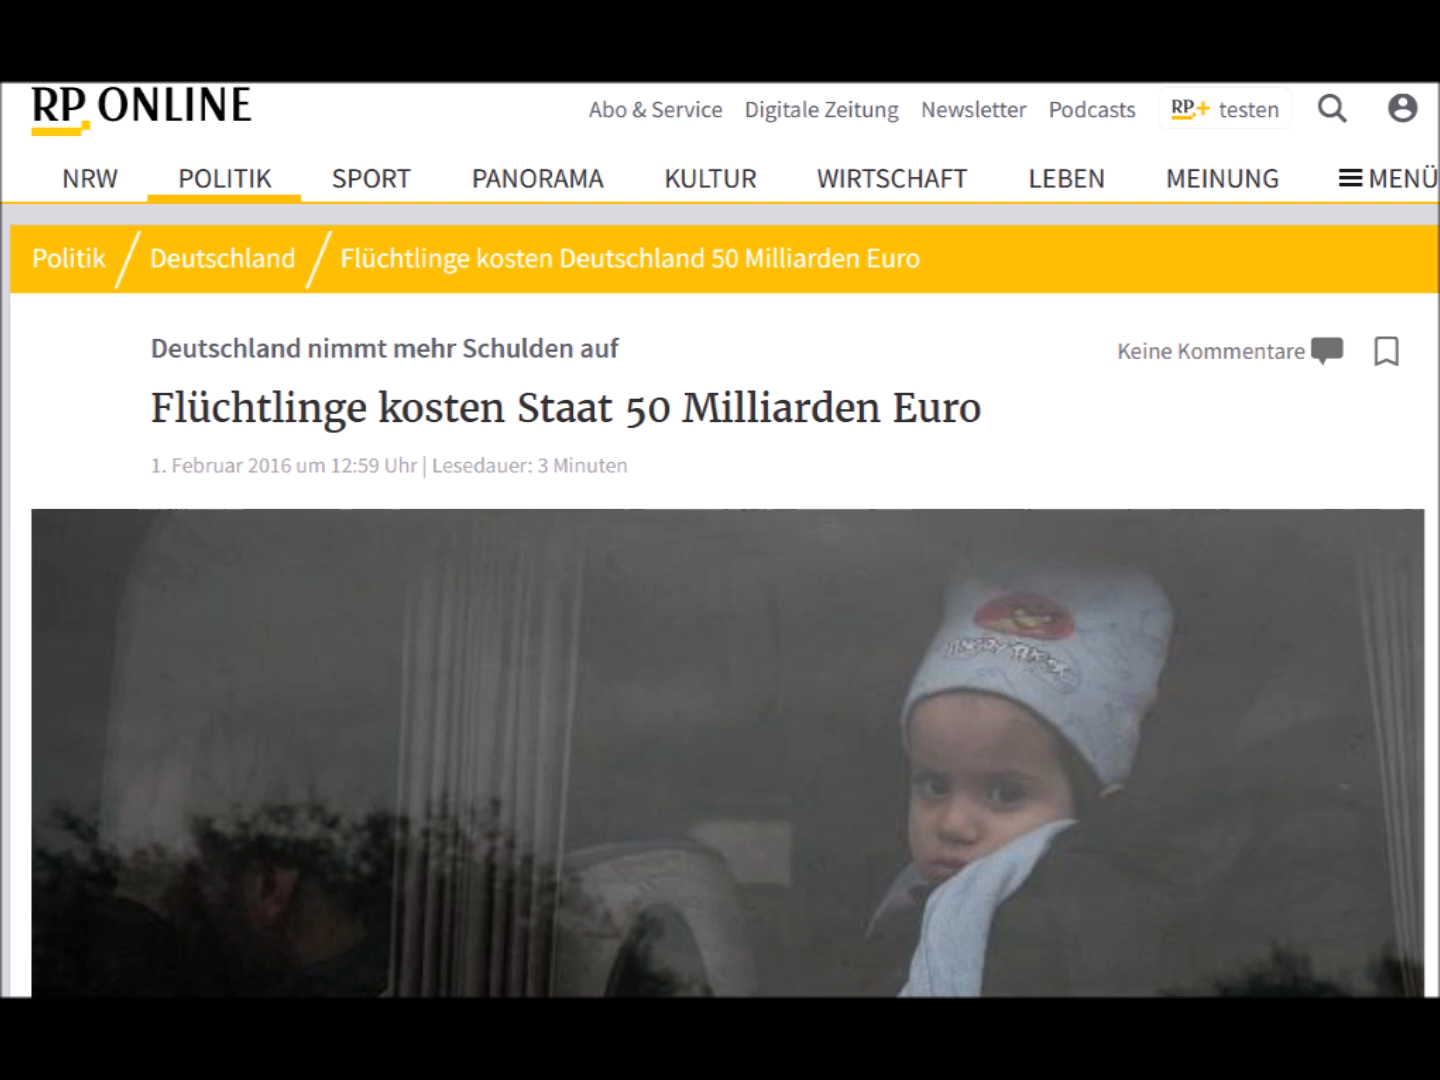 RP ONLINE
Abo & Service Digitale Zeitung Newsletter Podcasts RP+ testen
NRW POLITIK SPORT PANORAMA KULTUR WIRTSCHAFT LEBEN MEINUNG MENÜ
Politik / Deutschland / Flüchtlinge kosten Deutschland 50 Milliarden Euro
Deutschland nimmt mehr Schulden auf
Keine Kommentare
Flüchtlinge kosten Staat 50 Milliarden Euro
1. Februar 2016 um 12:59 Uhr | Lesedauer: 3 Minuten